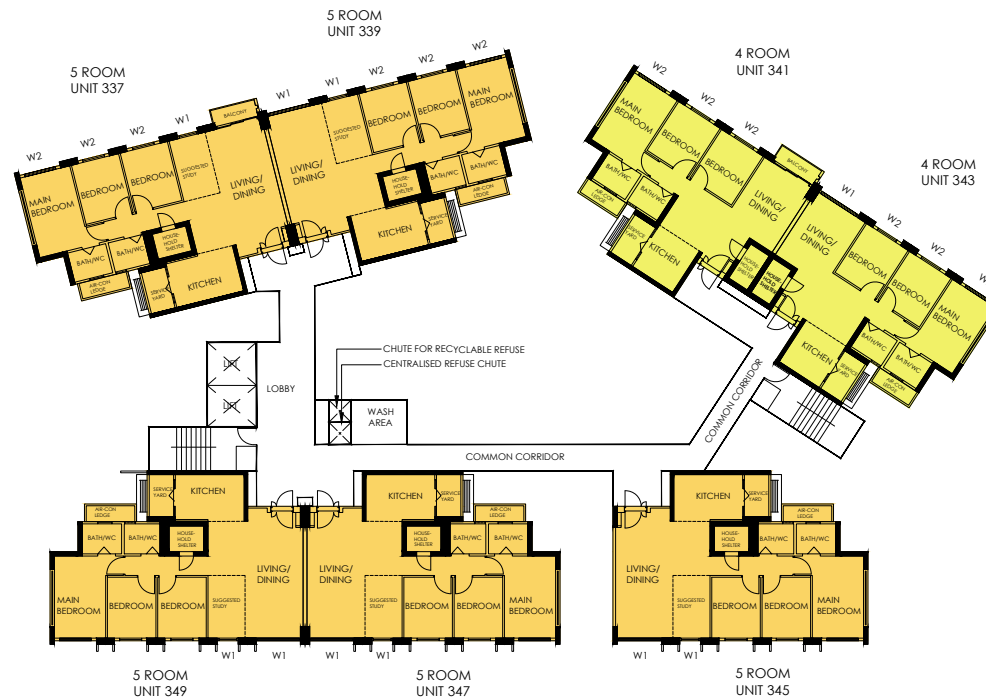 5 ROOM
UNIT 339
5 ROOM
UNIT 337
4 ROOM
UNIT 341
4 ROOM
UNIT 343
W2
W2
W2
W1
BALCONY
MAIN
BEDROOM
BEDROOM
BEDROOM
SUGGESTED
STUDY
LIVING/
DINING
BATH/WC
BATH/WC
HOUSE-
HOLD
SHELTER
AIR-CON
LEDGE
SERVICE
YARD
KITCHEN
W1
W1
W2
W2
W2
LIVING/
DINING
SUGGESTED
STUDY
BEDROOM
BEDROOM
MAIN
BEDROOM
HOUSE-
HOLD
SHELTER
BATH/WC
BATH/WC
AIR-CON
LEDGE
KITCHEN
SERVICE
YARD
W2
W2
W2
BALCONY
MAIN
BEDROOM
BEDROOM
BEDROOM
LIVING/
DINING
BATH/WC
BATH/WC
AIR-CON
LEDGE
SERVICE
YARD
KITCHEN
HOUSE-
HOLD
SHELTER
W1
W2
W2
W
LIVING/
DINING
BEDROOM
BEDROOM
MAIN
BEDROOM
HOUSE-
HOLD
SHELTER
BATH/WC
BATH/WC
KITCHEN
SERVICE
YARD
AIR-CON
LEDGE
LIFT
LIFT
LOBBY
CHUTE FOR RECYCLABLE REFUSE
CENTRALISED REFUSE CHUTE
WASH
AREA
COMMON CORRIDOR
COMMON CORRIDOR
SERVICE
YARD
KITCHEN
AIR-CON
LEDGE
BATH/WC
BATH/WC
HOUSE-
HOLD
SHELTER
LIVING/
DINING
MAIN
BEDROOM
BEDROOM
BEDROOM
SUGGESTED
STUDY
W1
W1
5 ROOM
UNIT 349
KITCHEN
SERVICE
YARD
AIR-CON
LEDGE
HOUSE-
HOLD
SHELTER
BATH/WC
BATH/WC
LIVING/
DINING
SUGGESTED
STUDY
BEDROOM
BEDROOM
MAIN
BEDROOM
W1
W1
5 ROOM
UNIT 347
KITCHEN
SERVICE
YARD
AIR-CON
LEDGE
HOUSE-
HOLD
SHELTER
BATH/WC
BATH/WC
LIVING/
DINING
SUGGESTED
STUDY
BEDROOM
BEDROOM
MAIN
BEDROOM
W1
W1
5 ROOM
UNIT 345